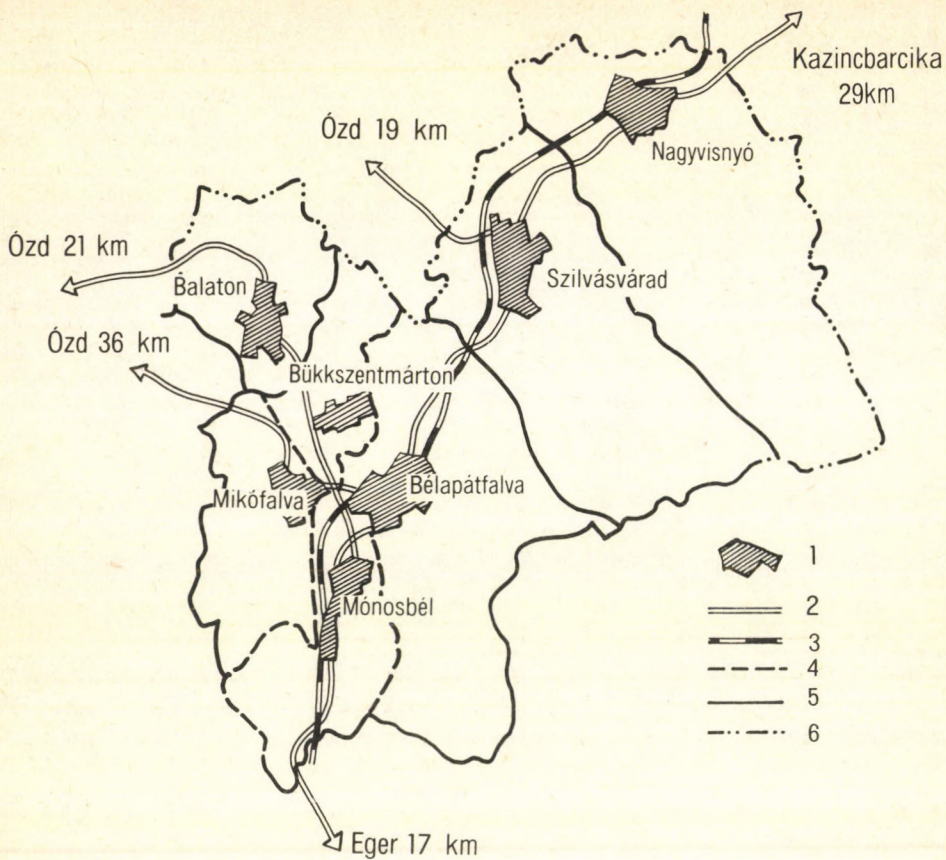 Kazincbarcika
29km
Ózd 19 km
Nagyvisnyó
Ózd 21 km
Balaton
Szilvásvárad
Ózd 36 km
Bükkszentmárton
Mikófalva
Bélapátfalva
Mónosbél
1
2
3
4
5
6
Eger 17 km